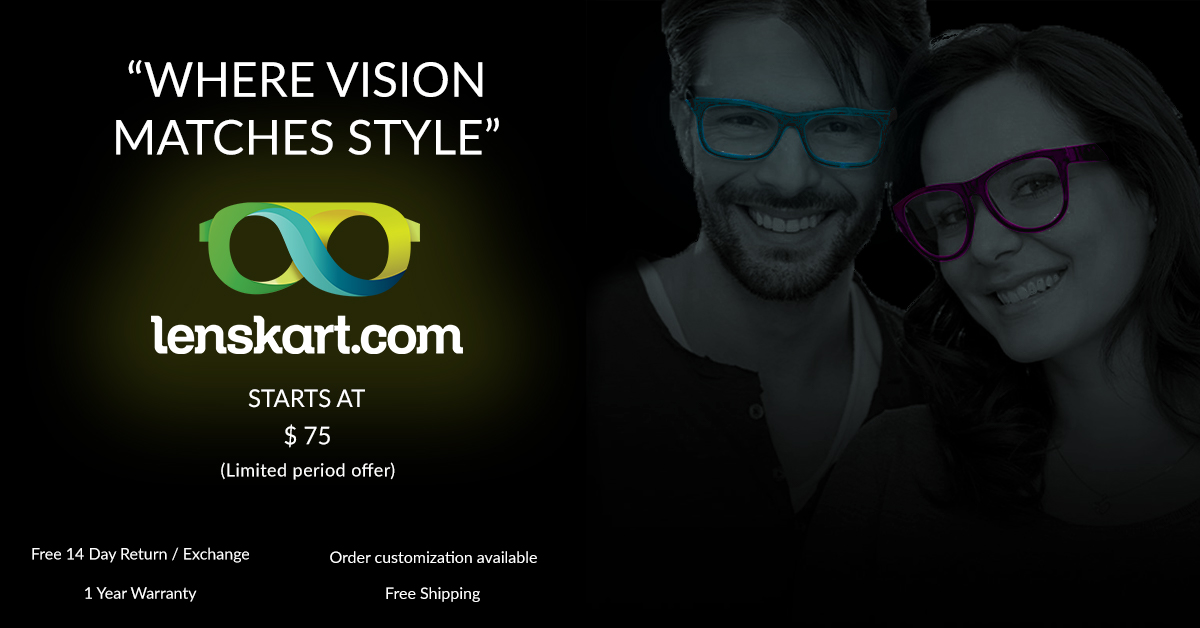 “WHERE VISION
MATCHES STYLE”
lenskart.com
STARTS AT
$ 75
(Limited period offer)
Free 14 Day Return / Exchange
Order customization available
1 Year Warranty
Free Shipping